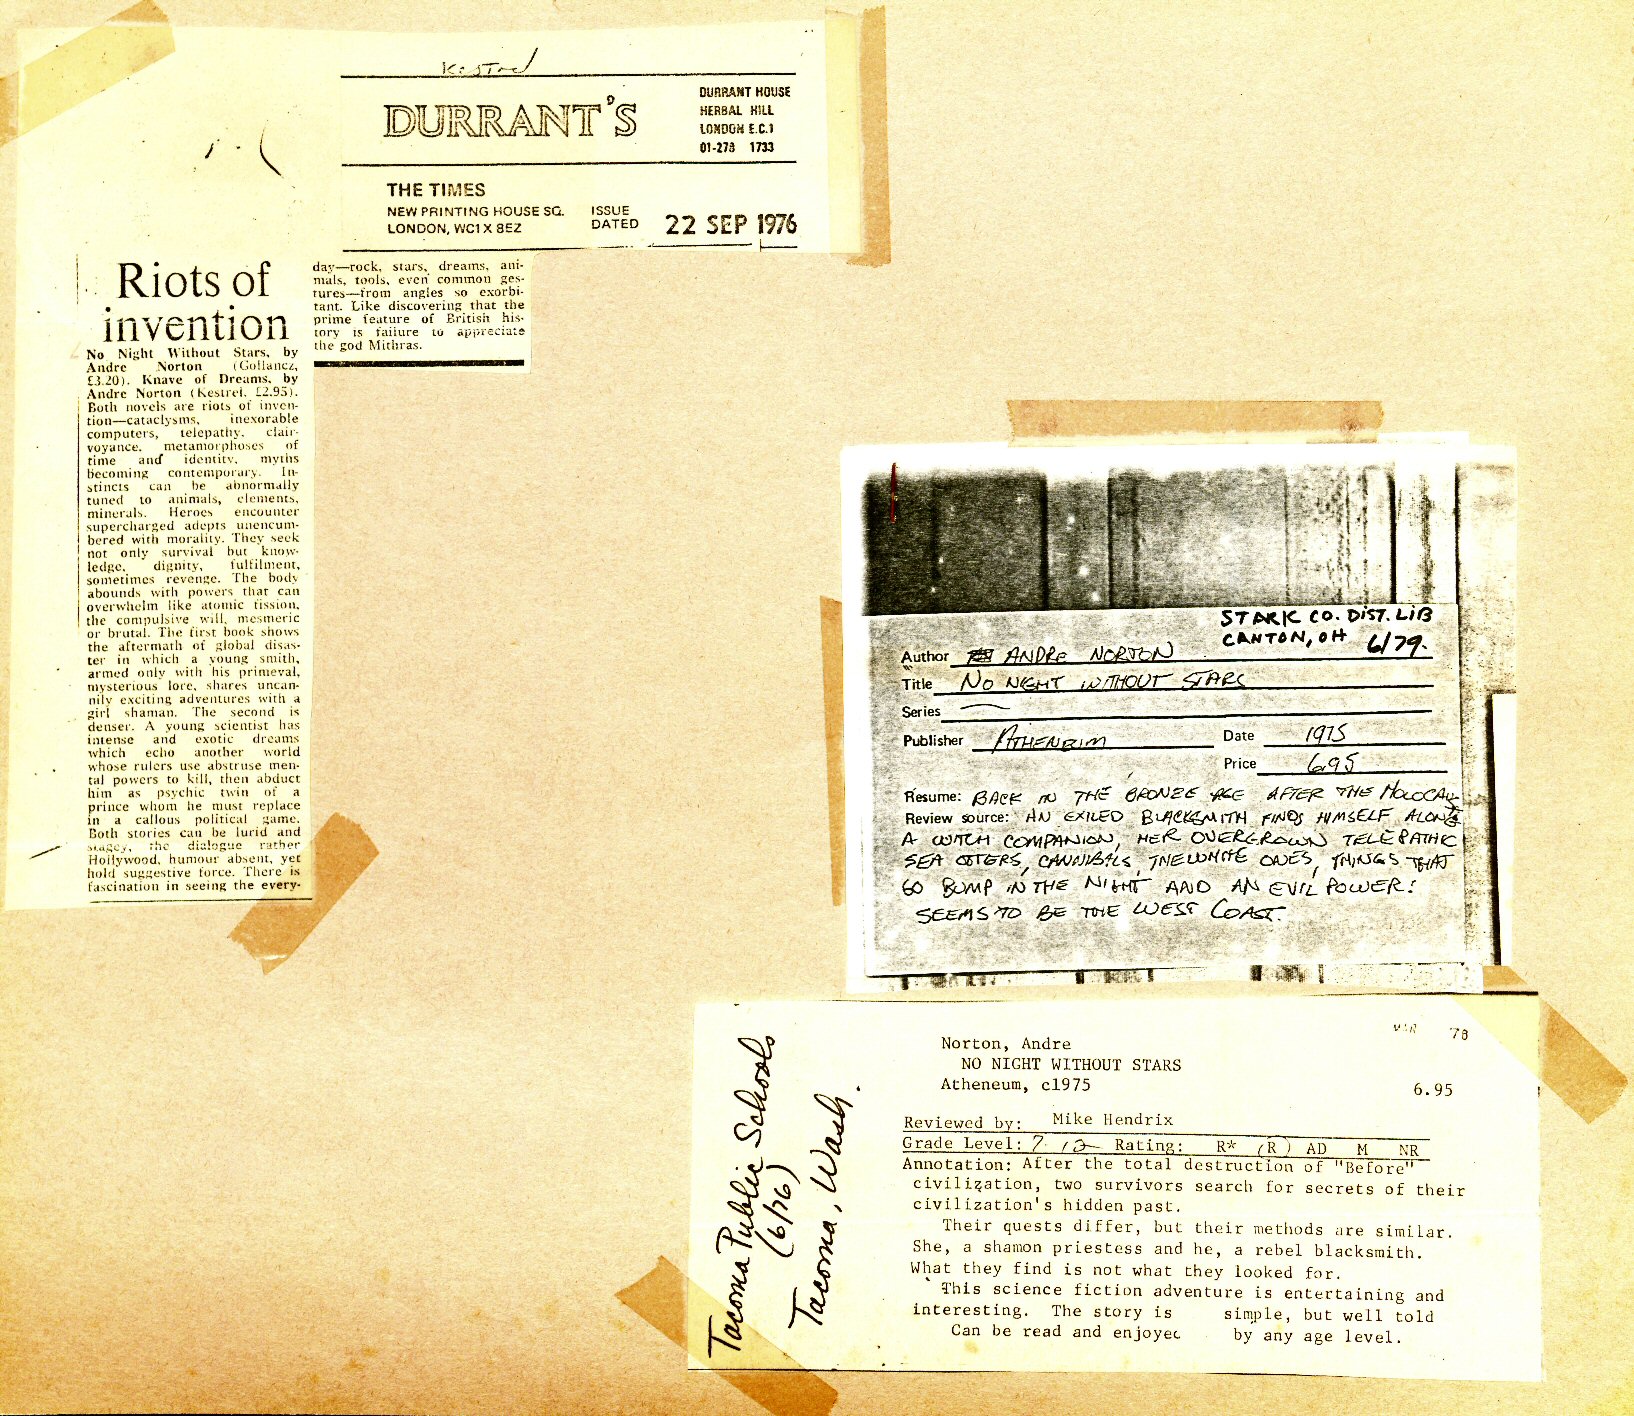 Kestrel
DURRANT'S
DURRANT HOUSE
HERBAL HILL
LONDON E.C.1
01-278 1733
THE TIMES
NEW PRINTING HOUSE SQ.
LONDON, WC1X 8EZ
ISSUE
DATED
22 SEP 1976
Riots of
invention
No Night Without Stars, by
Andre Norton (Gollancz,
£3.20). Knave of Dreams, by
Andre Norton (Kestrel, £2.95).
Both novels are riots of inven-
tion—cataclysms, inexorable
computers, telepathy, clair-
voyance, metamorphoses of
time and identity, myths
becoming contemporary. In-
stincts can be abnormally
tuned to animals, elements,
minerals. Heroes encounter
supercharged adepts unencum-
bered with morality. They seek
not only survival but know-
ledge, dignity, fulfilment,
sometimes revenge. The body
abounds with powers that can
overwhelm like atomic fission,
the compulsive will, mesmeric
or brutal. The first book shows
the aftermath of global disas-
ter in which a young smith,
armed only with his primeval,
mysterious lore, shares uncan-
nily exciting adventures with a
girl shaman. The second is
denser. A young scientist has
intense and exotic dreams
which echo another world
whose rulers use abstruse men-
tal powers to kill, then abduct
him as psychic twin of a
prince whom he must replace
in a callous political game.
Both stories can be lurid and
stagey, the dialogue rather
Hollywood, humour absent, yet
hold suggestive force. There is
fascination in seeing the every-
day—rock, stars, dreams, ani-
mals, tools, even common ges-
tures—from angles so exorbi-
tant. Like discovering that the
prime feature of British his-
tory is failure to appreciate
the god Mithras.
STARK CO. DIST. LIB
CANTON, OH 6/79.
Author ANDRE NORTON
Title NO NIGHT WITHOUT STARS
Series —
Publisher ATHENEUM
Date 1975
Price 6.95
Resume: BACK IN THE BRONZE AGE AFTER THE HOLOCAU
Review source: AN EXILED BLACKSMITH FINDS HIMSELF ALONG
A WITCH COMPANION, HER OVERGROWN TELEPATHIC
SEA OTTERS, CANNIBALS, THE WHITE ONES, THINGS THAT
GO BUMP IN THE NIGHT AND AN EVIL POWER:
SEEMS TO BE THE WEST COAST.
Tacoma Public Schools
(6/76)
Tacoma, Wash.
MAR 78
Norton, Andre
NO NIGHT WITHOUT STARS
Atheneum, c1975 6.95
Reviewed by: Mike Hendrix
Grade Level: 7-12 Rating: R* (R) AD M NR
Annotation: After the total destruction of "Before"
civilization, two survivors search for secrets of their
civilization's hidden past.
Their quests differ, but their methods are similar.
She, a shamon priestess and he, a rebel blacksmith.
What they find is not what they looked for.
This science fiction adventure is entertaining and
interesting. The story is simple, but well told
Can be read and enjoyed by any age level.